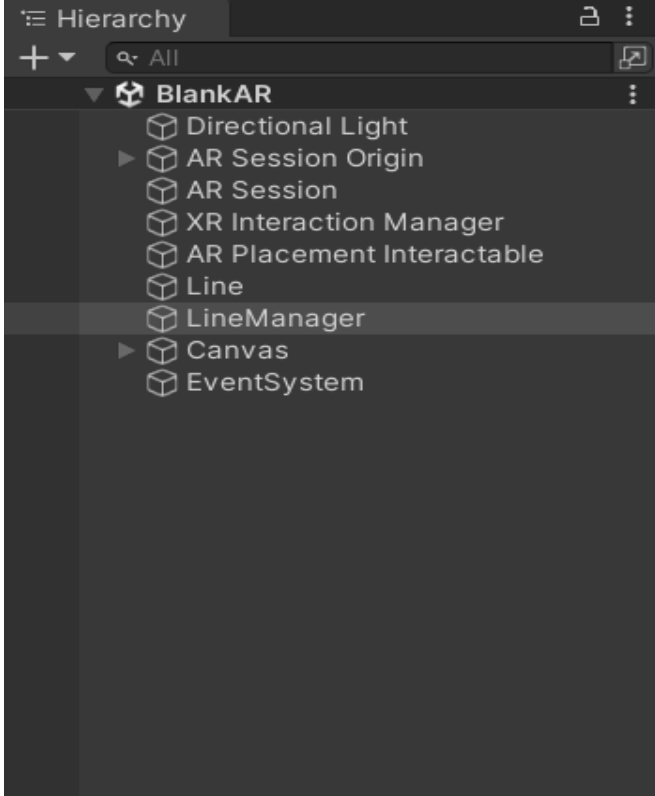 Hierarchy
All
BlankAR
Directional Light
AR Session Origin
AR Session
XR Interaction Manager
AR Placement Interactable
Line
LineManager
Canvas
EventSystem